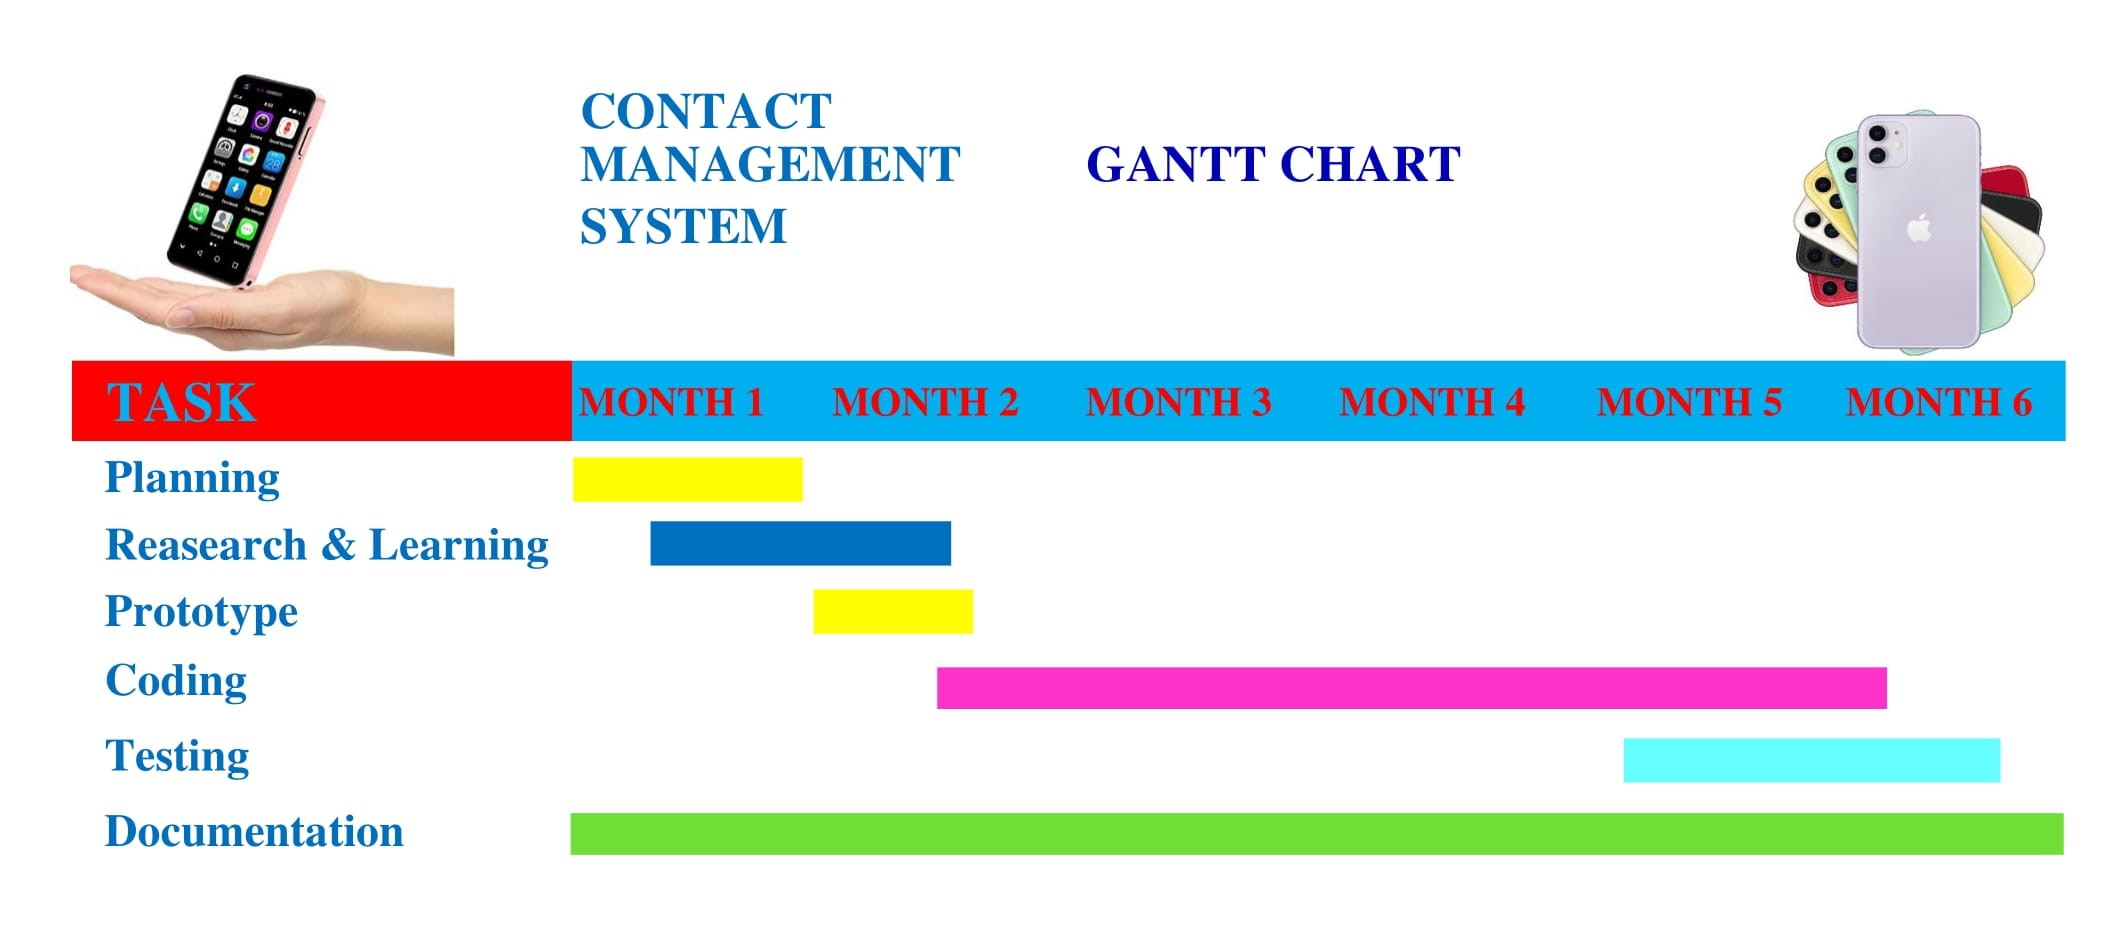 CONTACT
MANAGEMENT
SYSTEM
GANTT CHART
TASK MONTH 1 MONTH 2 MONTH 3 MONTH 4 MONTH 5 MONTH 6
Planning
Reasearch & Learning
Prototype
Coding
Testing
Documentation